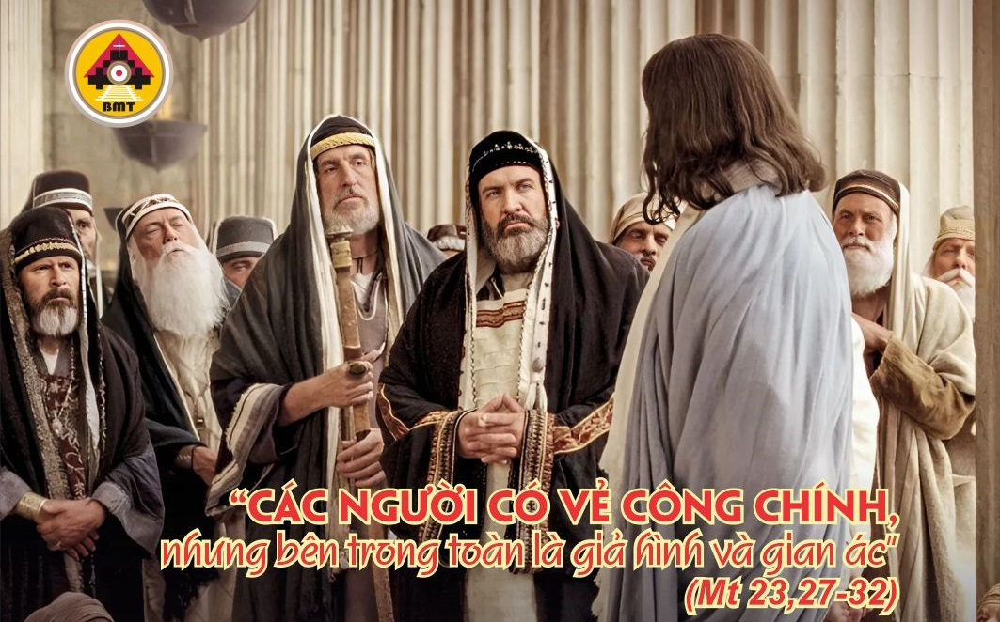 BMT
“CÁC NGƯỜI CÓ VẺ CÔNG CHÍNH,
nhưng bên trong toàn là giả hình và gian ác"
(Mt 23,27-32)